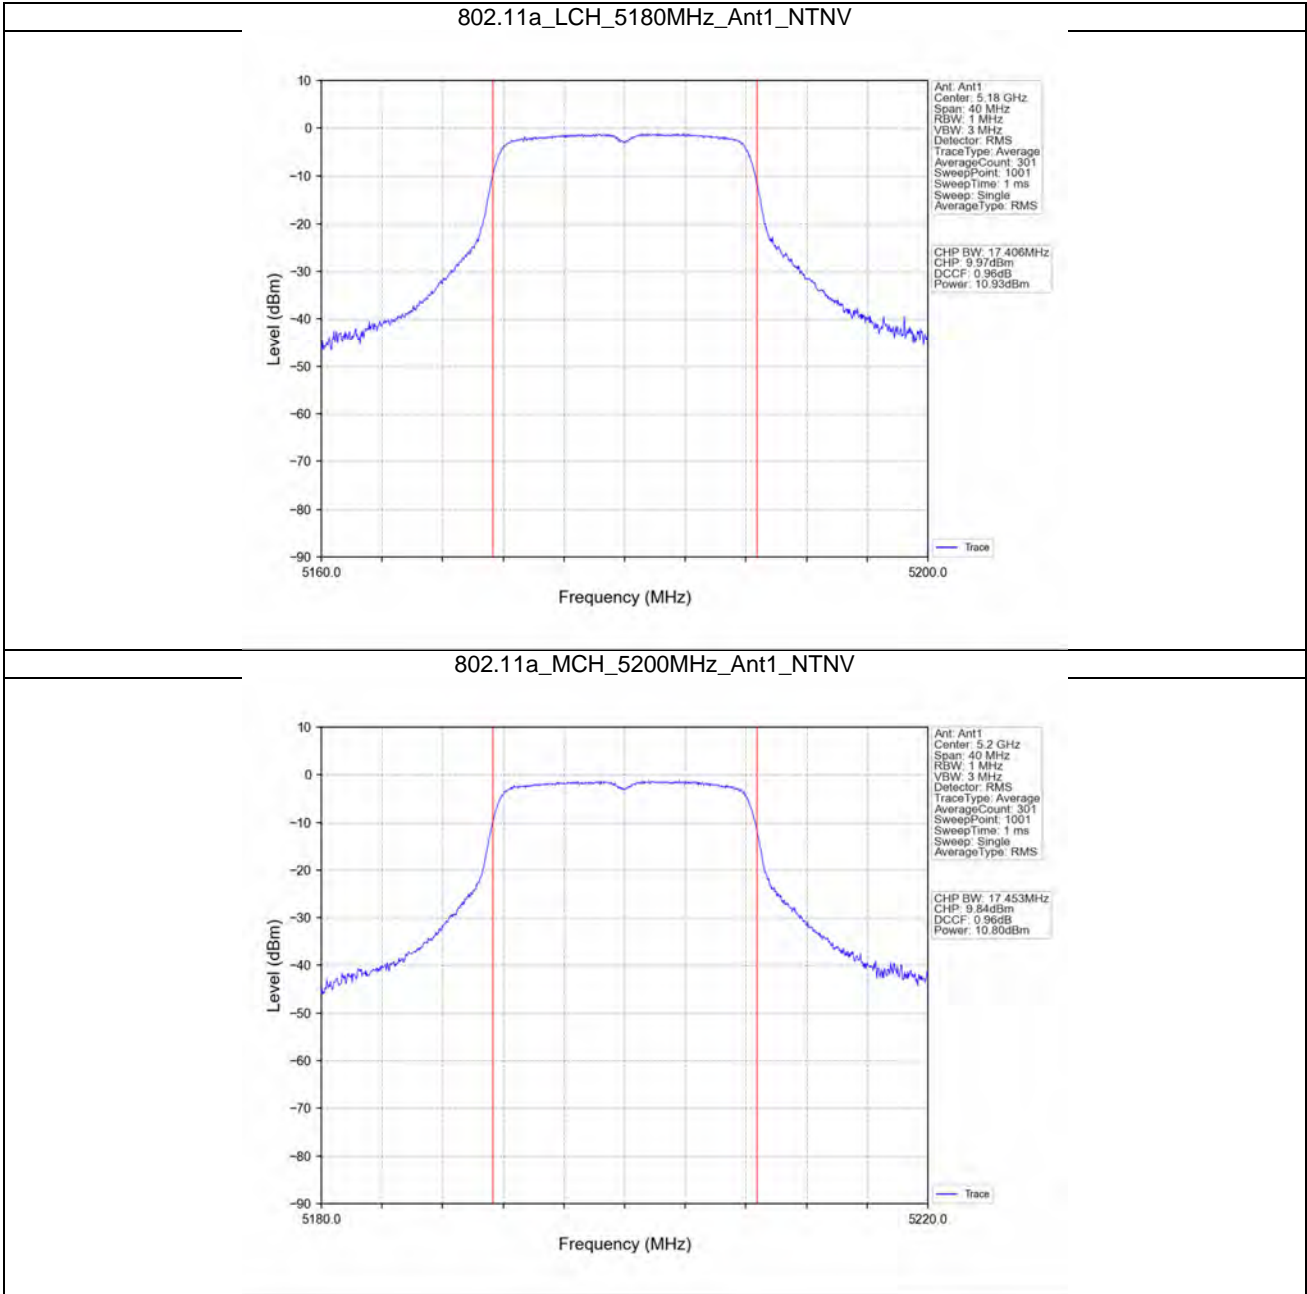 802.11a_LCH_5180MHz_Ant1_NTNV
10
0
−10
−20
−30
−40
−50
−60
−70
−80
−90
Level (dBm)
5160.0
5200.0
Frequency (MHz)
Ant: Ant1
Center: 5.18 GHz
Span: 40 MHz
RBW: 1 MHz
VBW: 3 MHz
Detector: RMS
TraceType: Average
AverageCount: 301
SweepPoint: 1001
SweepTime: 1 ms
Sweep: Single
AverageType: RMS
CHP BW: 17.406MHz
CHP: 9.97dBm
DCCF: 0.96dB
Power: 10.93dBm
Trace
802.11a_MCH_5200MHz_Ant1_NTNV
10
0
−10
−20
−30
−40
−50
−60
−70
−80
−90
Level (dBm)
5180.0
5220.0
Frequency (MHz)
Ant: Ant1
Center: 5.2 GHz
Span: 40 MHz
RBW: 1 MHz
VBW: 3 MHz
Detector: RMS
TraceType: Average
AverageCount: 301
SweepPoint: 1001
SweepTime: 1 ms
Sweep: Single
AverageType: RMS
CHP BW: 17.453MHz
CHP: 9.84dBm
DCCF: 0.96dB
Power: 10.80dBm
Trace